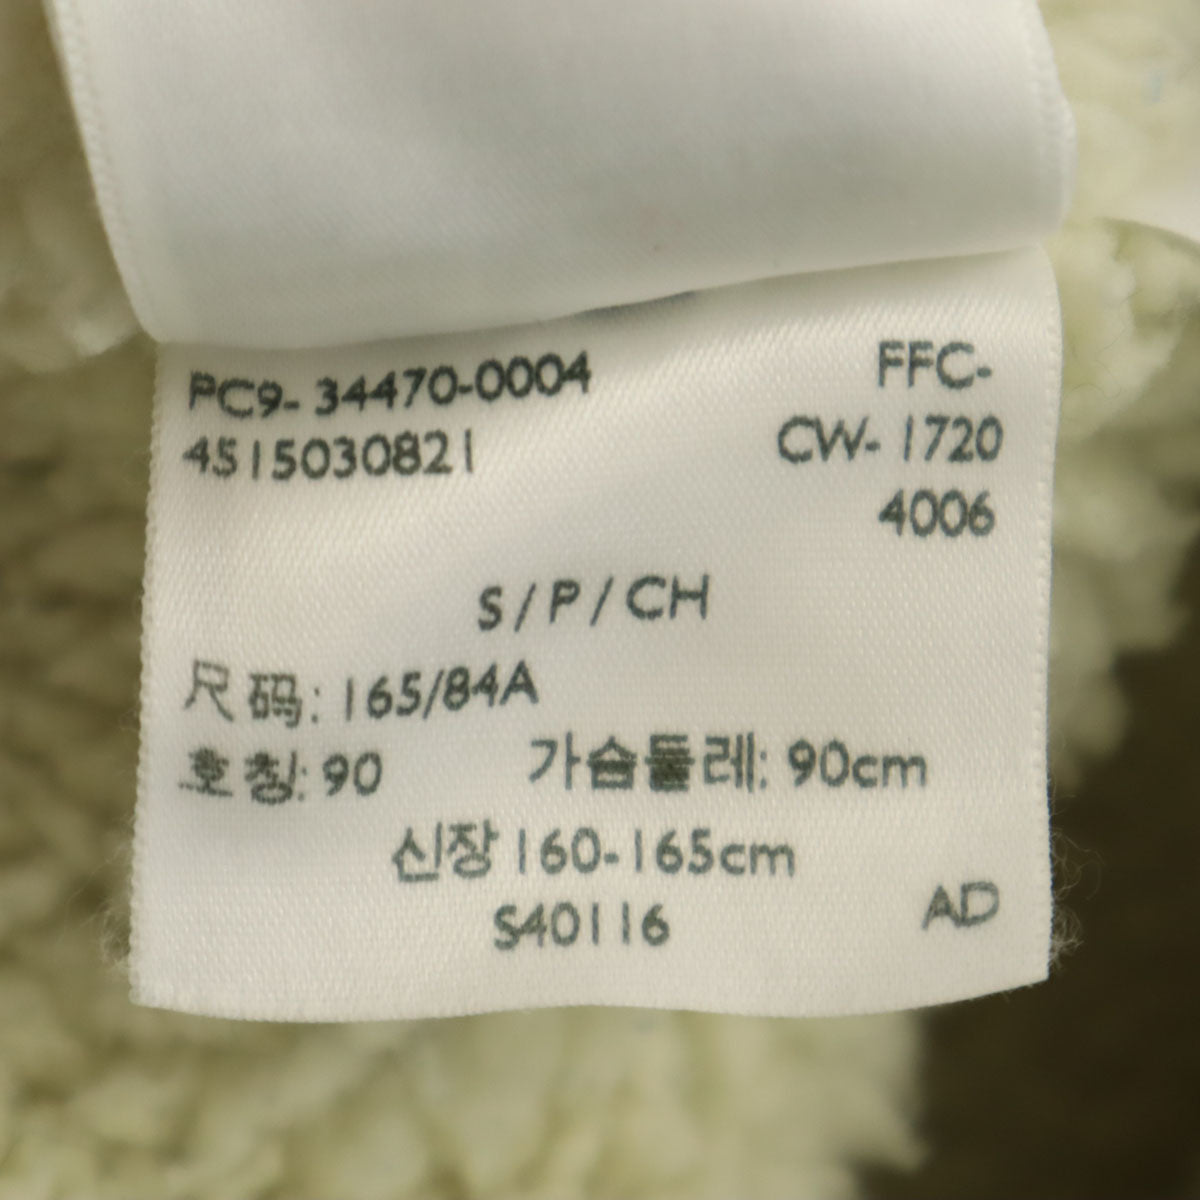 PC9- 34470-0004 FFC-
4515030821 CW- 1720
4006
S / P / CH
尺 码: 165/84A
호 칭: 90 가슴둘레: 90cm
신장 160-165cm
S40116 AD